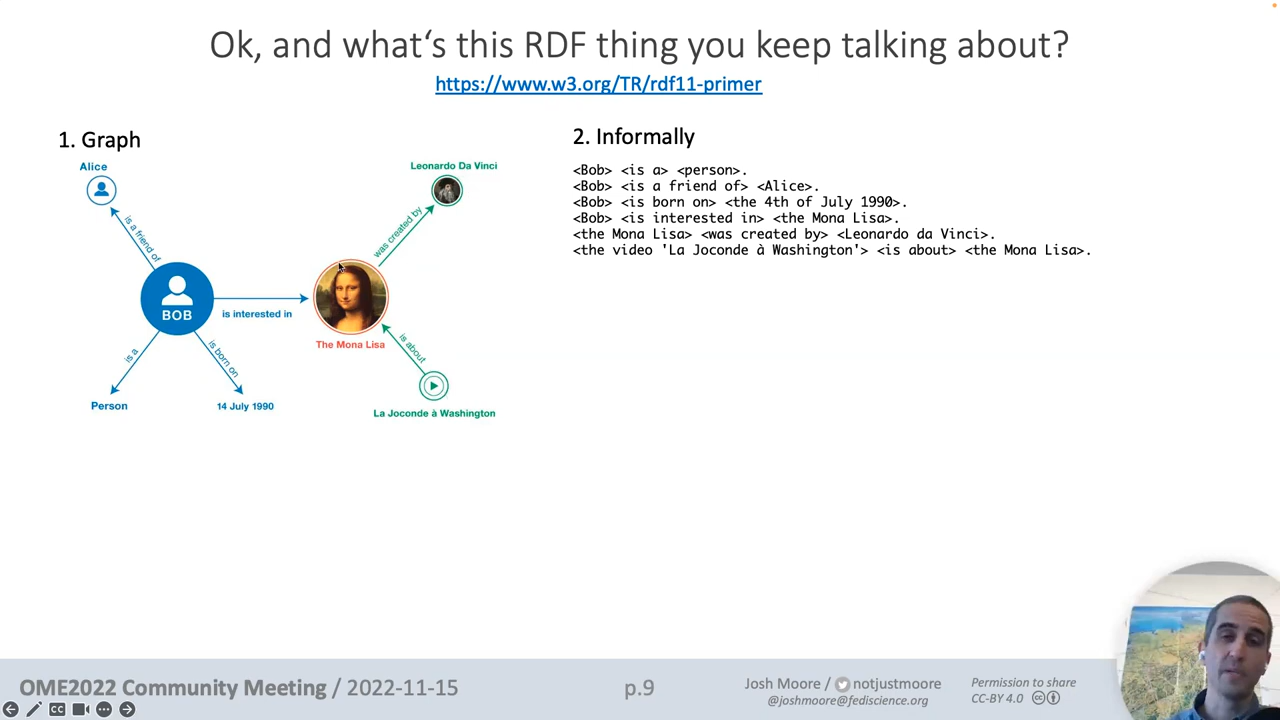 Ok, and what‘s this RDF thing you keep talking about?
https://www.w3.org/TR/rdf11-primer
1. Graph
Alice
Leonardo Da Vinci
is a friend of
was created by
BOB
is interested in
The Mona Lisa
is a
is born on
is about
Person
14 July 1990
La Joconde à Washington
2. Informally
<Bob> <is a> <person>.
<Bob> <is a friend of> <Alice>.
<Bob> <is born on> <the 4th of July 1990>.
<Bob> <is interested in> <the Mona Lisa>.
<the Mona Lisa> <was created by> <Leonardo da Vinci>.
<the video 'La Joconde à Washington'> <is about> <the Mona Lisa>.
OME2022 Community Meeting / 2022-11-15
p.9
Josh Moore / notjustmoore
@joshmoore@fediscience.org
Permission to share
CC-BY 4.0
CC